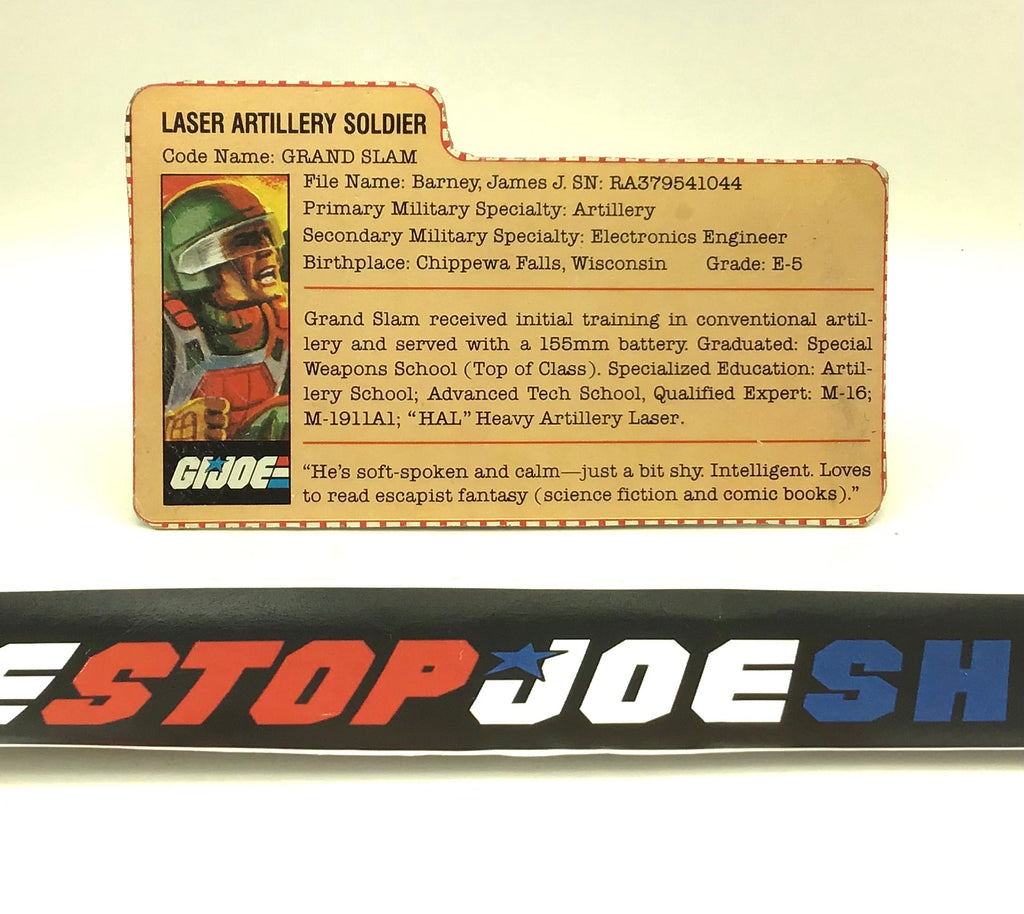 LASER ARTILLERY SOLDIER
Code Name: GRAND SLAM
File Name: Barney, James J. SN: RA379541044
Primary Military Specialty: Artillery
Secondary Military Specialty: Electronics Engineer
Birthplace: Chippewa Falls, Wisconsin Grade: E-5
Grand Slam received initial training in conventional artil-
lery and served with a 155mm battery. Graduated: Special
Weapons School (Top of Class). Specialized Education: Artil-
lery School; Advanced Tech School, Qualified Expert: M-16;
M-1911A1; “HAL” Heavy Artillery Laser.
GI JOE
“He's soft-spoken and calm—just a bit shy. Intelligent. Loves
to read escapist fantasy (science fiction and comic books).”
ESTOPJOESH